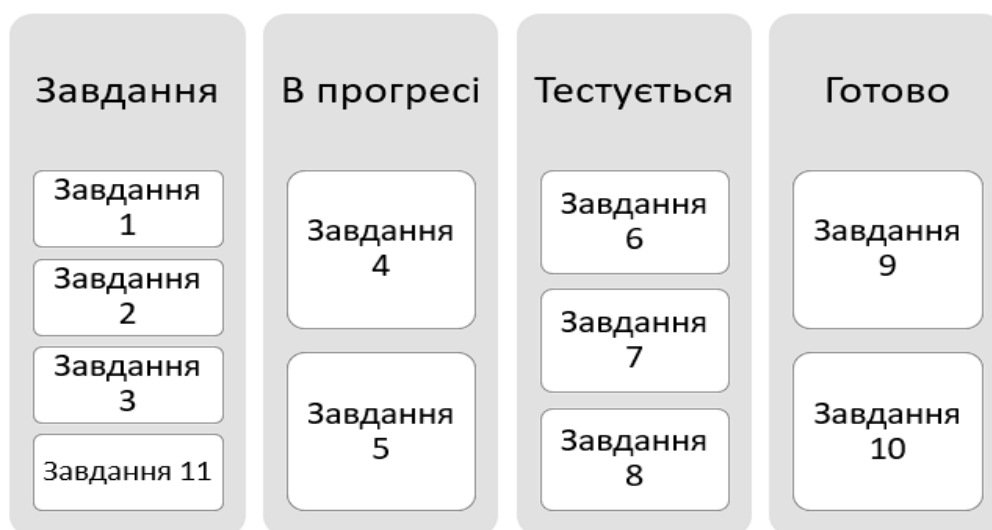 Завдання
Завдання
1
Завдання
2
Завдання
3
Завдання 11
В прогресі
Завдання
4
Завдання
5
Тестується
Завдання
6
Завдання
7
Завдання
8
Готово
Завдання
9
Завдання
10